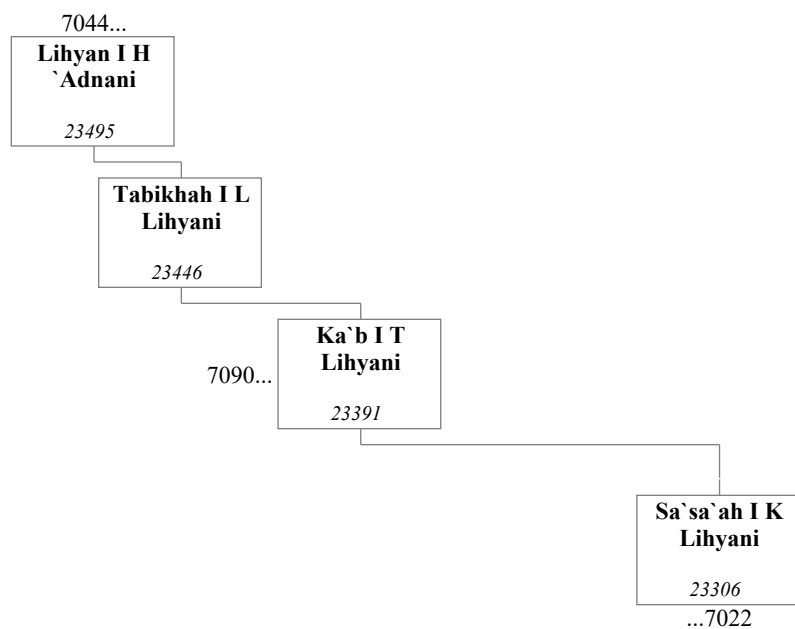 7044...
Lihyan I H
`Adnani
23495
Tabikhah I L
Lihyani
23446
Ka`b I T
Lihyani
7090...
23391
Sa`sa`ah I K
Lihyani
23306
...7022